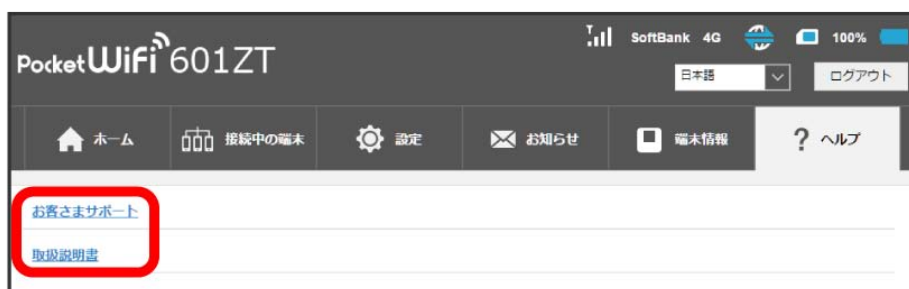 Pocket WiFi 601ZT
SoftBank 4G 100%
日本語 ログアウト
ホーム 接続中の端末 設定 お知らせ 端末情報 ? ヘルプ
お客さまサポート
取扱説明書